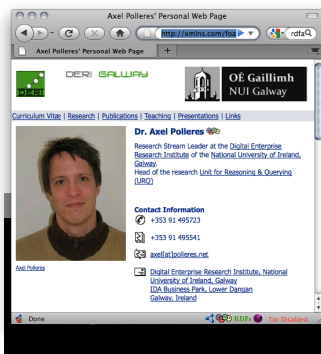 Axel Polleres' Personal Web Page
http://xmlns.com/foa
rdfa
Axel Polleres' Personal Web Page
DERI
DERI GALWAY
OÉ Gaillimh
NUI Galway
Curriculum Vitæ | Research | Publications | Teaching | Presentations | Links
Dr. Axel Polleres
Research Stream Leader at the Digital Enterprise
Research Institute of the National University of Ireland,
Galway.
Head of the research Unit for Reasoning & Querying
(URQ)
Contact Information
+353 91 495723
+353 91 495541
axel[at]polleres.net
Digital Enterprise Research Institute, National
University of Ireland, Galway
IDA Business Park, Lower Dangan
Galway, Ireland
Axel Polleres
Done
RDFa
Tor Disabled